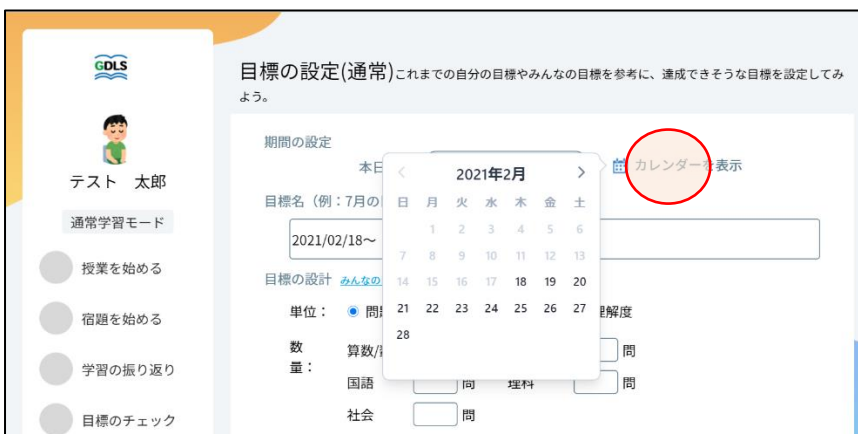 GDLS
テスト 太郎
通常学習モード
授業を始める
宿題を始める
学習の振り返り
目標のチェック
目標の設定(通常)これまでの自分の目標やみんなの目標を参考に、達成できそうな目標を設定してみ
よう。
期間の設定
本日
カレンダーを表示
目標名(例:7月の
2021/02/18～
目標の設計 みんなの
単位:
理解度
数
量:
算数/
問
国語
問
理科
問
社会
問
2021年2月
日 月 火 水 木 金 土
1 2 3 4 5 6
7 8 9 10 11 12 13
14 15 16 17 18 19 20
21 22 23 24 25 26 27
28